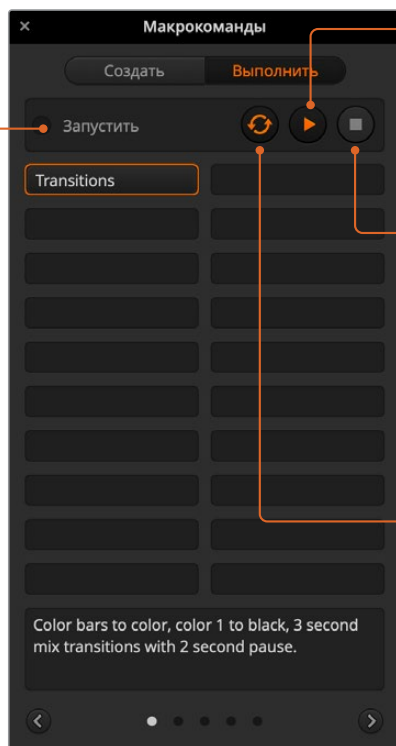 Макрокоманды
Создать
Выполнить
Запустить
Transitions
Color bars to color, color 1 to black, 3 second
mix transitions with 2 second pause.